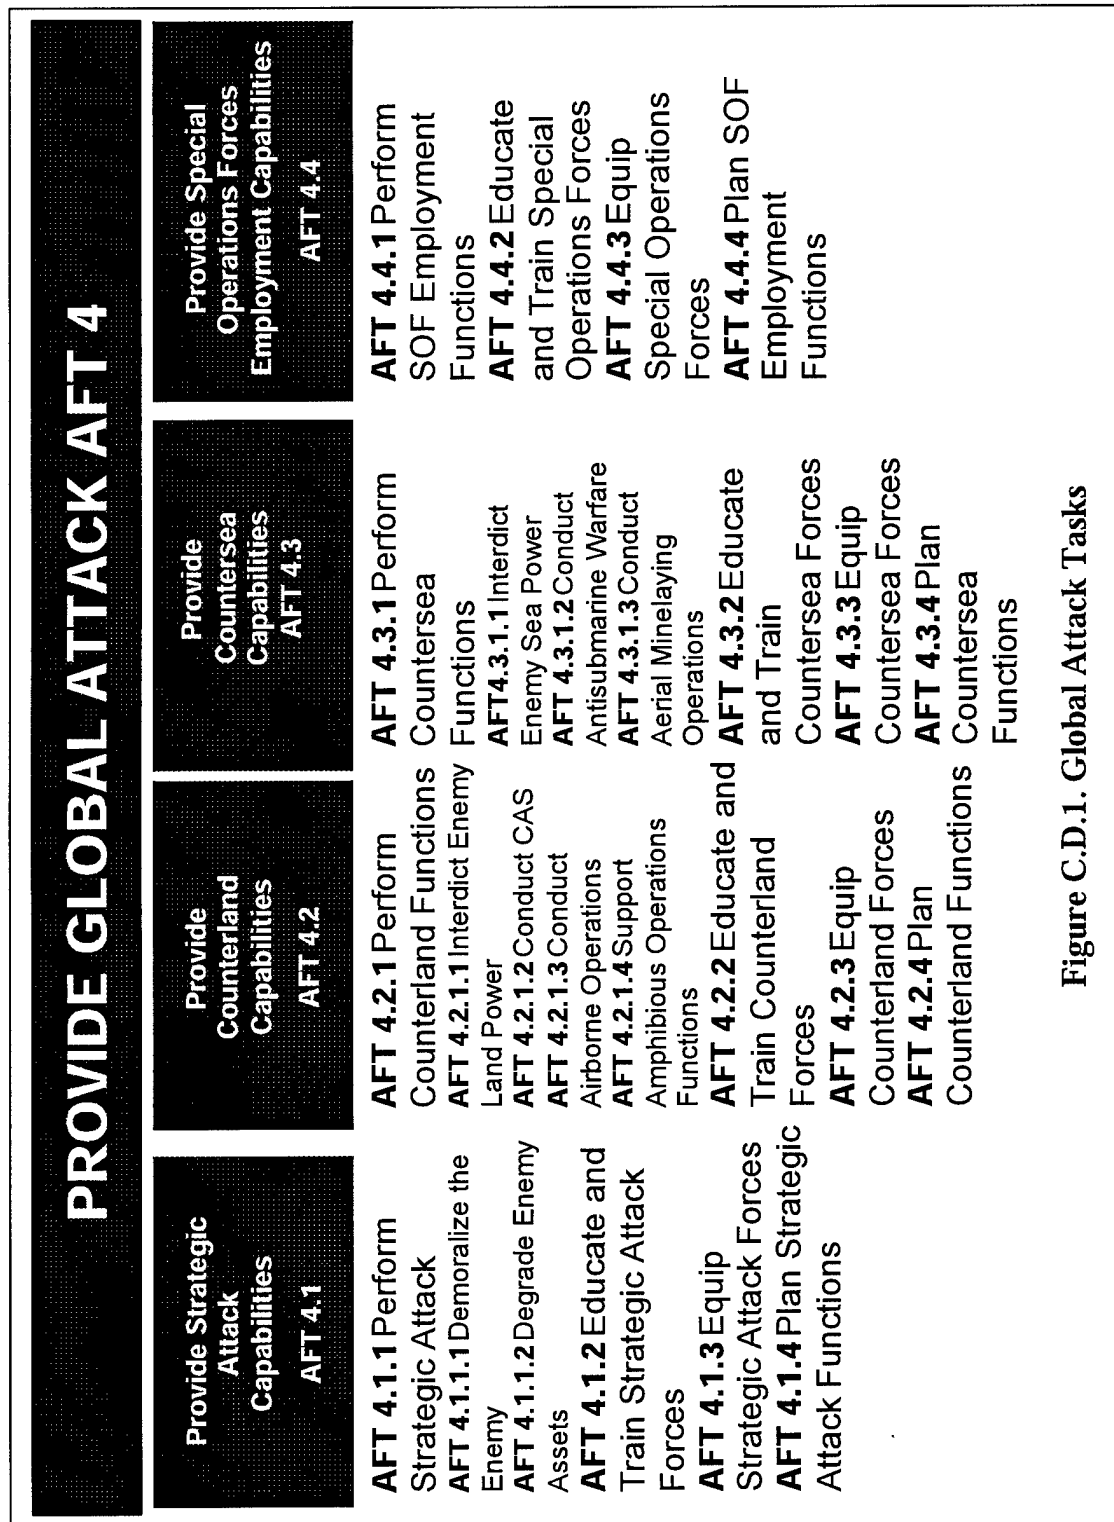 PROVIDE GLOBAL ATTACK AFT 4
Provide Strategic
Attack
Capabilities
AFT 4.1
AFT 4.1.1 Perform
Strategic Attack
AFT 4.1.1.1 Demoralize the
Enemy
AFT 4.1.1.2 Degrade Enemy
Assets
AFT 4.1.2 Educate and
Train Strategic Attack
Forces
AFT 4.1.3 Equip
Strategic Attack Forces
AFT 4.1.4 Plan Strategic
Attack Functions
Provide
Counterland
Capabilities
AFT 4.2
AFT 4.2.1 Perform
Counterland Functions
AFT 4.2.1.1 Interdict Enemy
Land Power
AFT 4.2.1.2 Conduct CAS
AFT 4.2.1.3 Conduct
Airborne Operations
AFT 4.2.1.4 Support
Amphibious Operations
Functions
AFT 4.2.2 Educate and
Train Counterland
Forces
AFT 4.2.3 Equip
Counterland Forces
AFT 4.2.4 Plan
Counterland Functions
Provide
Countersea
Capabilities
AFT 4.3
AFT 4.3.1 Perform
Countersea
Functions
AFT4.3.1.1 Interdict
Enemy Sea Power
AFT 4.3.1.2 Conduct
Antisubmarine Warfare
AFT 4.3.1.3 Conduct
Aerial Minelaying
Operations
AFT 4.3.2 Educate
and Train
Countersea Forces
AFT 4.3.3 Equip
Countersea Forces
AFT 4.3.4 Plan
Countersea
Functions
Provide Special
Operations Forces
Employment Capabilities
AFT 4.4
AFT 4.4.1 Perform
SOF Employment
Functions
AFT 4.4.2 Educate
and Train Special
Operations Forces
AFT 4.4.3 Equip
Special Operations
Forces
AFT 4.4.4 Plan SOF
Employment
Functions
Figure C.D.1. Global Attack Tasks